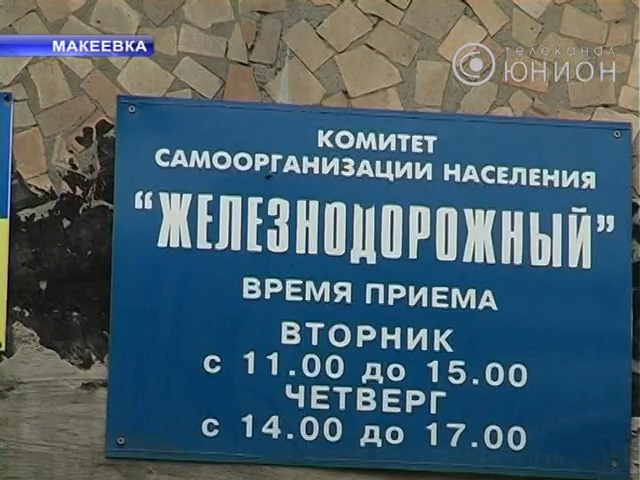 МАКЕЕВКА
телеканал
ЮНИОН
КОМИТЕТ
САМООРГАНИЗАЦИИ НАСЕЛЕНИЯ
“ЖЕЛЕЗНОДОРОЖНЫЙ”
ВРЕМЯ ПРИЕМА
ВТОРНИК
с 11.00 до 15.00
ЧЕТВЕРГ
с 14.00 до 17.00